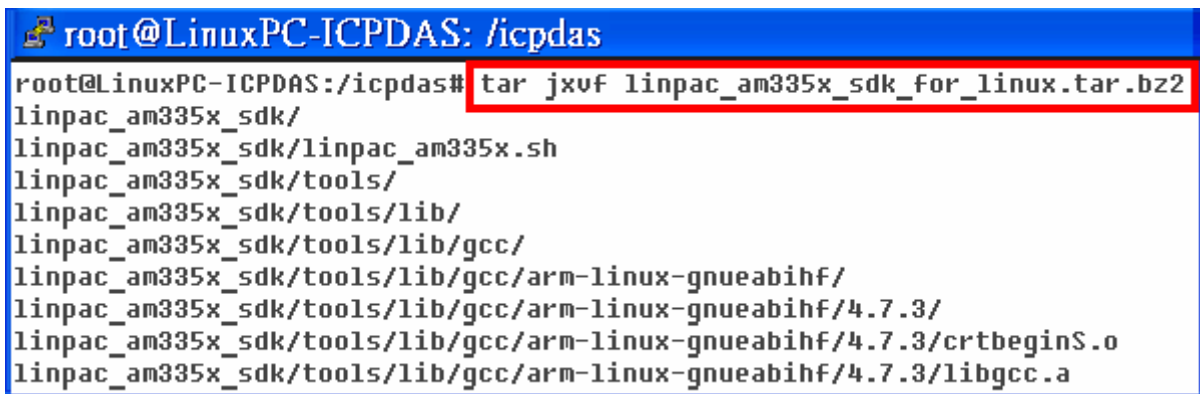 root@LinuxPC-ICPDAS: /icpdas
root@LinuxPC-ICPDAS:/icpdas# tar jxvf linpac_am335x_sdk_for_linux.tar.bz2
linpac_am335x_sdk/
linpac_am335x_sdk/linpac_am335x.sh
linpac_am335x_sdk/tools/
linpac_am335x_sdk/tools/lib/
linpac_am335x_sdk/tools/lib/gcc/
linpac_am335x_sdk/tools/lib/gcc/arm-linux-gnueabihf/
linpac_am335x_sdk/tools/lib/gcc/arm-linux-gnueabihf/4.7.3/
linpac_am335x_sdk/tools/lib/gcc/arm-linux-gnueabihf/4.7.3/crtbeginS.o
linpac_am335x_sdk/tools/lib/gcc/arm-linux-gnueabihf/4.7.3/libgcc.a